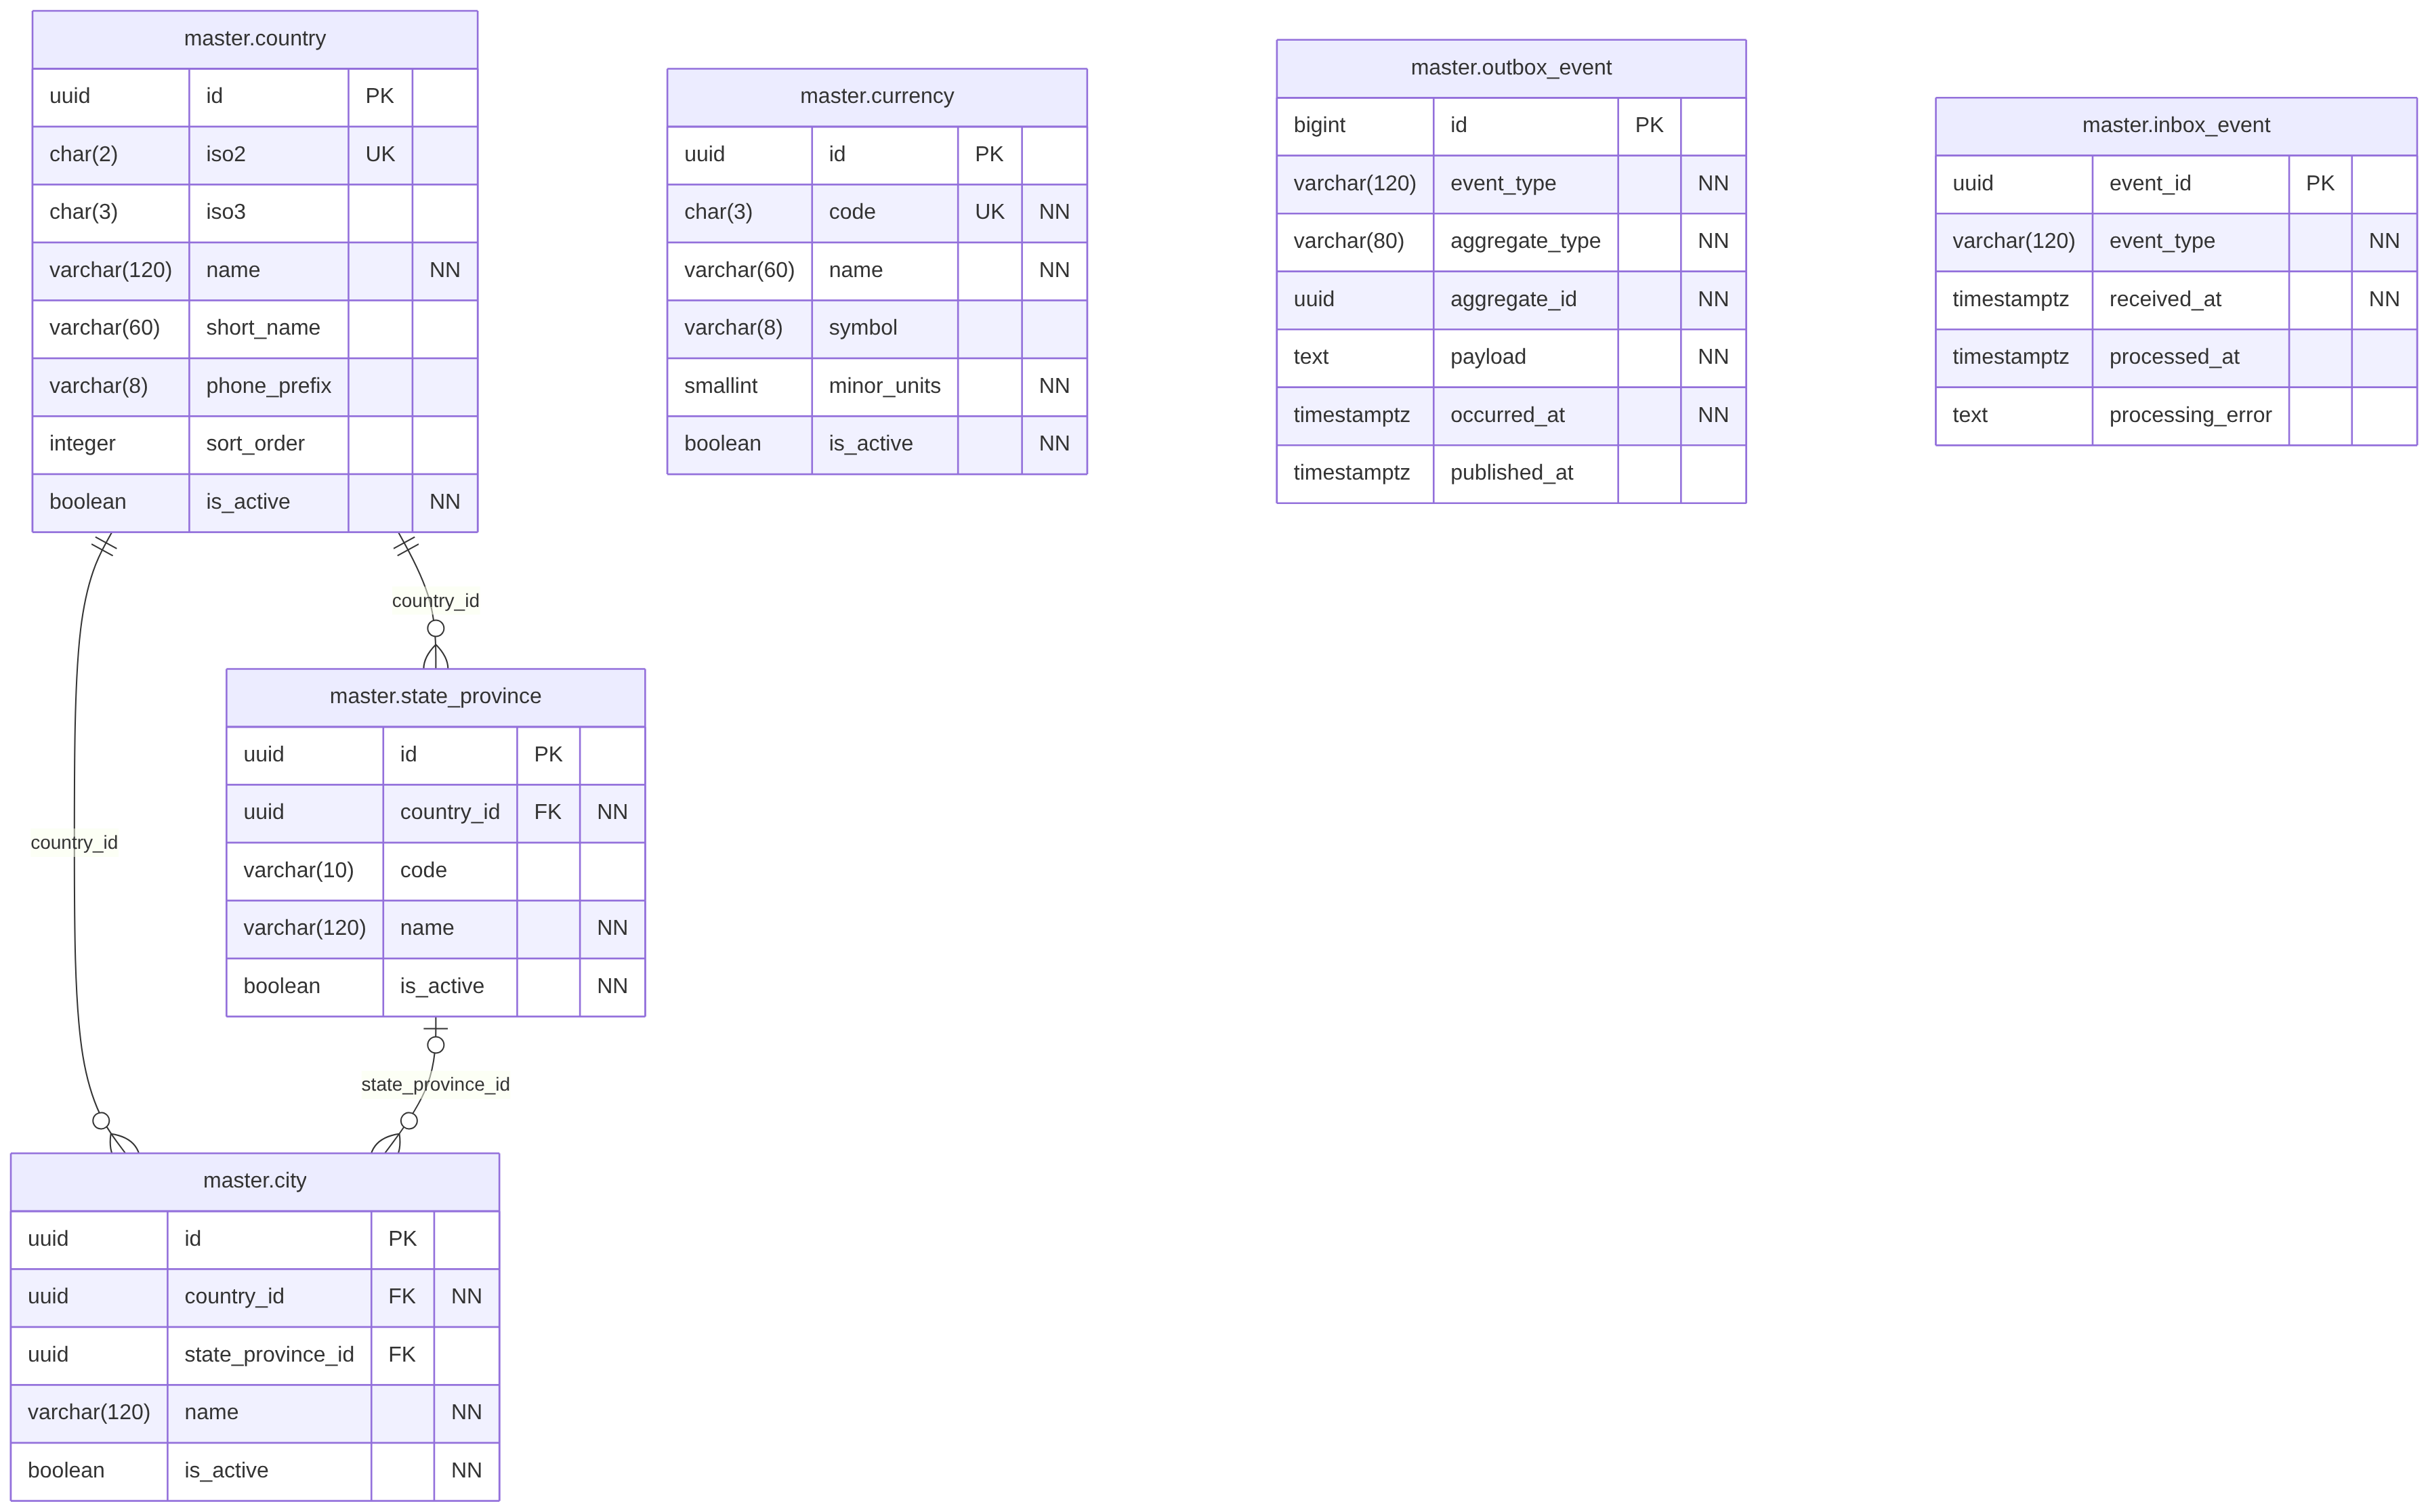 master.country
uuid id PK
char(2) iso2 UK
char(3) iso3
varchar(120) name NN
varchar(60) short_name
varchar(8) phone_prefix
integer sort_order
boolean is_active NN
master.currency
uuid id PK
char(3) code UK NN
varchar(60) name NN
varchar(8) symbol
smallint minor_units NN
boolean is_active NN
master.outbox_event
bigint id PK
varchar(120) event_type NN
varchar(80) aggregate_type NN
uuid aggregate_id NN
text payload NN
timestamptz occurred_at NN
timestamptz published_at
master.inbox_event
uuid event_id PK
varchar(120) event_type NN
timestamptz received_at NN
timestamptz processed_at
text processing_error
country_id
country_id
master.state_province
uuid id PK
uuid country_id FK NN
varchar(10) code
varchar(120) name NN
boolean is_active NN
state_province_id
master.city
uuid id PK
uuid country_id FK NN
uuid state_province_id FK
varchar(120) name NN
boolean is_active NN